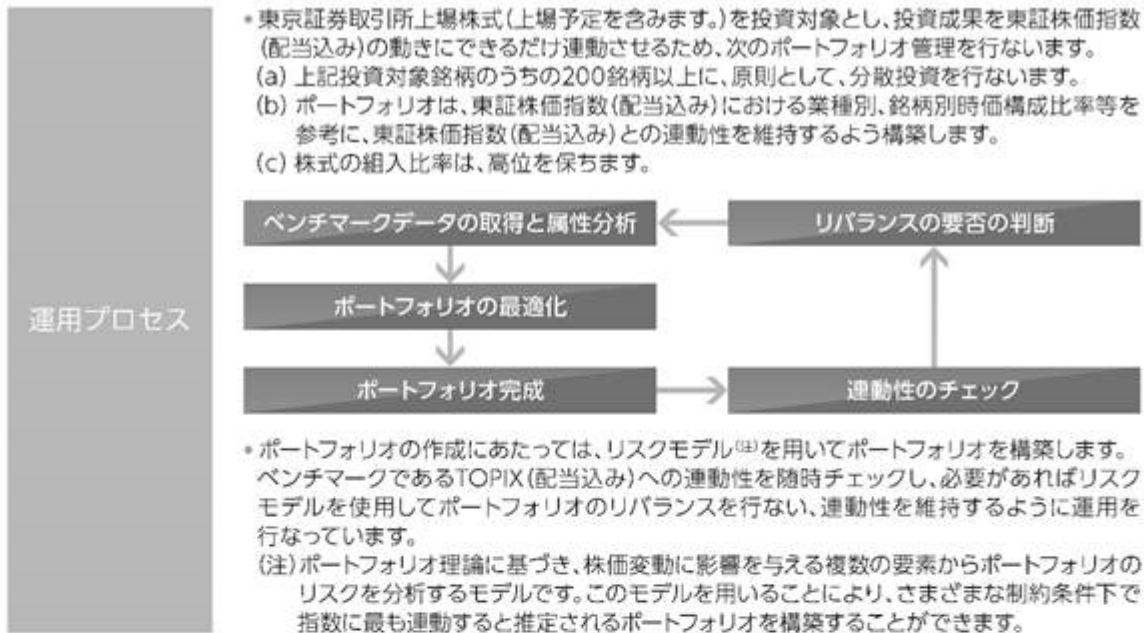 運用プロセス
•東京証券取引所上場株式(上場予定を含みます。)を投資対象とし、投資成果を東証株価指数
(配当込み)の動きにできるだけ連動させるため、次のポートフォリオ管理を行ないます。
(a) 上記投資対象銘柄のうちの200銘柄以上に、原則として、分散投資を行ないます。
(b) ポートフォリオは、東証株価指数(配当込み)における業種別、銘柄別時価構成比率等を
参考に、東証株価指数(配当込み)との連動性を維持するよう構築します。
(c) 株式の組入比率は、高位を保ちます。
ベンチマークデータの取得と属性分析
ポートフォリオの最適化
ポートフォリオ完成
連動性のチェック
リバランスの要否の判断
•ポートフォリオの作成にあたっては、リスクモデル(注)を用いてポートフォリオを構築します。
ベンチマークであるTOPIX(配当込み)への連動性を随時チェックし、必要があればリスク
モデルを使用してポートフォリオのリバランスを行ない、連動性を維持するように運用を
行なっています。
(注)ポートフォリオ理論に基づき、株価変動に影響を与える複数の要素からポートフォリオの
リスクを分析するモデルです。このモデルを用いることにより、さまざまな制約条件下で
指数に最も連動すると推定されるポートフォリオを構築することができます。